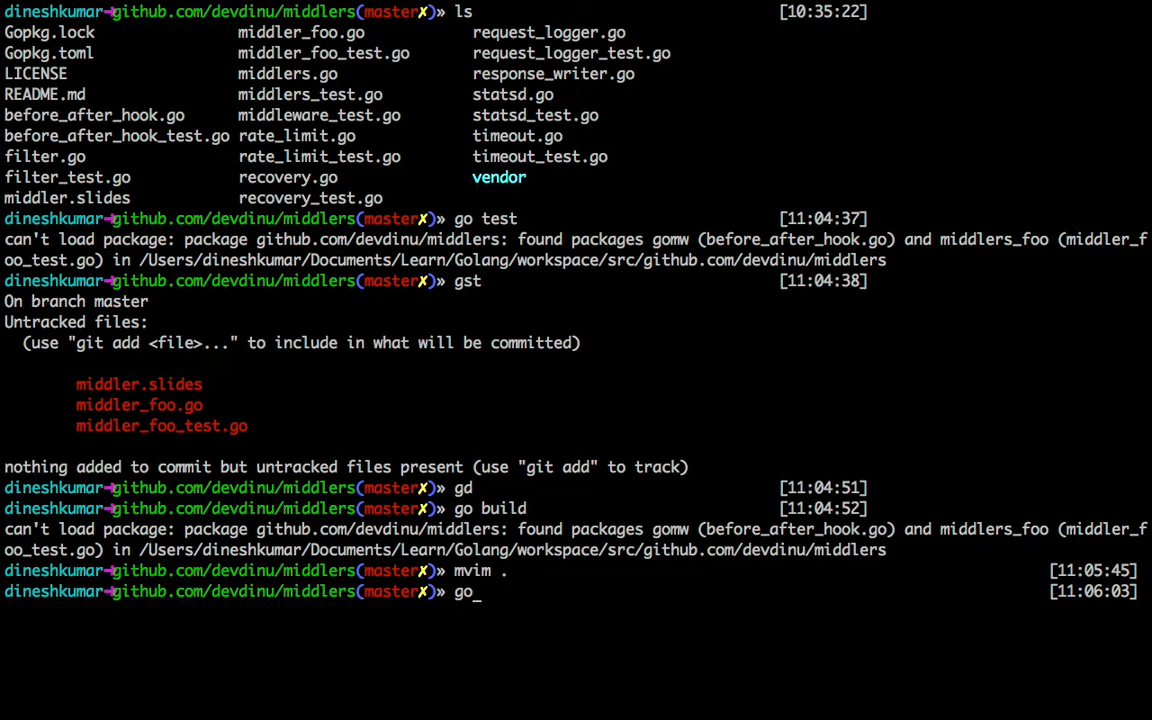 dineshkumar➜github.com/devdinu/middlers(master✗)» ls [10:35:22]
Gopkg.lock middler_foo.go request_logger.go
Gopkg.toml middler_foo_test.go request_logger_test.go
LICENSE middlers.go response_writer.go
README.md middlers_test.go statsd.go
before_after_hook.go middleware_test.go statsd_test.go
before_after_hook_test.go rate_limit.go timeout.go
filter.go rate_limit_test.go timeout_test.go
filter_test.go recovery.go vendor
middler.slides recovery_test.go
dineshkumar➜github.com/devdinu/middlers(master✗)» go test [11:04:37]
can't load package: package github.com/devdinu/middlers: found packages gomw (before_after_hook.go) and middlers_foo (middler_f
oo_test.go) in /Users/dineshkumar/Documents/Learn/Golang/workspace/src/github.com/devdinu/middlers
dineshkumar➜github.com/devdinu/middlers(master✗)» gst [11:04:38]
On branch master
Untracked files:
(use "git add <file>..." to include in what will be committed)
middler.slides
middler_foo.go
middler_foo_test.go
nothing added to commit but untracked files present (use "git add" to track)
dineshkumar➜github.com/devdinu/middlers(master✗)» gd [11:04:51]
dineshkumar➜github.com/devdinu/middlers(master✗)» go build [11:04:52]
can't load package: package github.com/devdinu/middlers: found packages gomw (before_after_hook.go) and middlers_foo (middler_f
oo_test.go) in /Users/dineshkumar/Documents/Learn/Golang/workspace/src/github.com/devdinu/middlers
dineshkumar➜github.com/devdinu/middlers(master✗)» mvim . [11:05:45]
dineshkumar➜github.com/devdinu/middlers(master✗)» go_ [11:06:03]